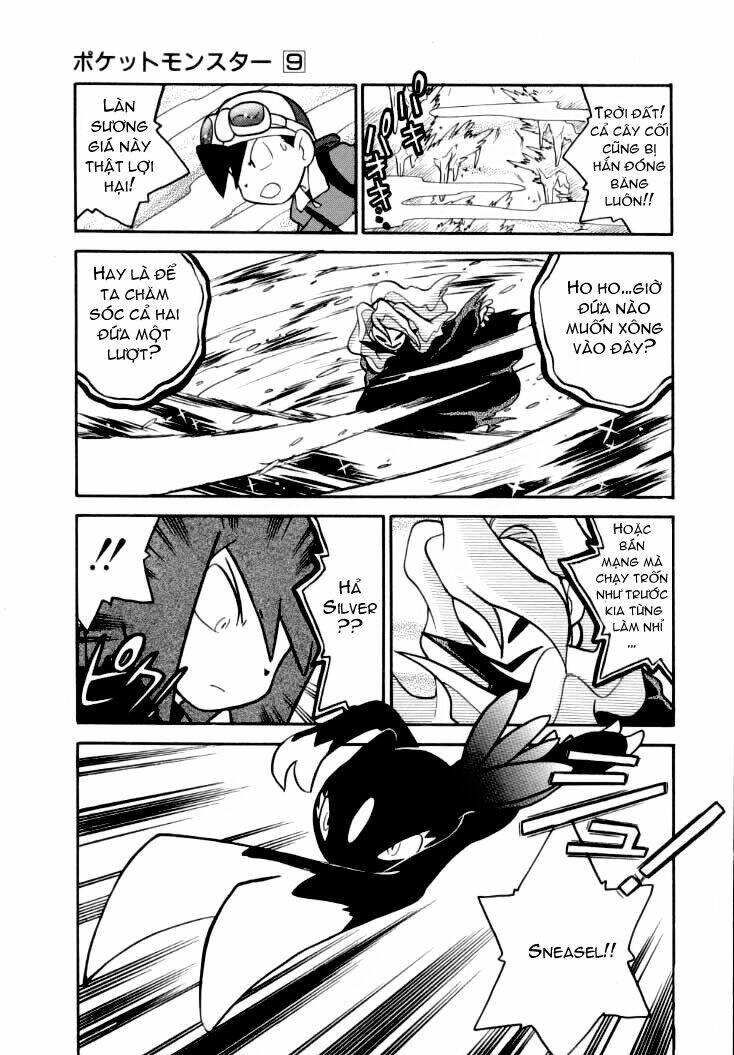 ポケットモンスター 9
TRỜI ĐẤT!
CẢ CÂY CỐI
CŨNG BỊ
HẮN ĐÓNG
BĂNG
LUÔN!!
パキ
パキキ...
LÀN
SƯƠNG
GIÁ NÀY
THẬT LỢI
HẠI!
HO HO...GIỜ
ĐỨA NÀO
MUỐN XÔNG
VÀO ĐÂY?
HAY LÀ ĐỂ
TA CHĂM
SÓC CẢ HAI
ĐỨA MỘT
LƯỢT?
HOẶC
BÁN
MẠNG MÀ
CHẠY TRỐN
NHƯ TRƯỚC
KIA TỪNG
LÀM NHỈ
...
HẢ
SILVER
??
!!
ピク
SNEASEL!!